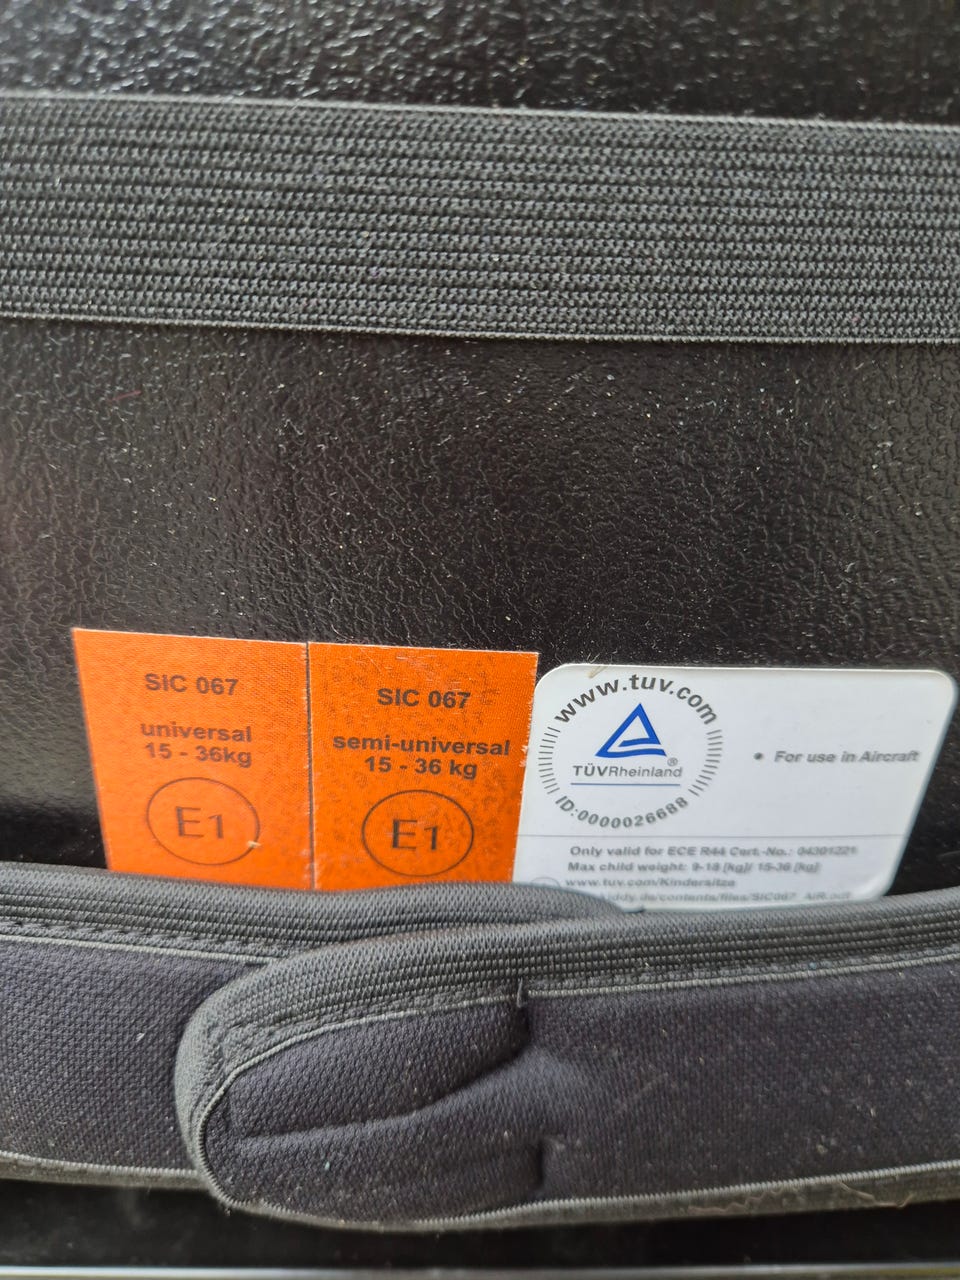 SIC 067
universal
15 - 36kg
E1
SIC 067
semi-universal
15 - 36 kg
E1
www.tuv.com
TÜVRheinland®
ID:0000026688
• For use in Aircraft
Only valid for ECE R44 Cert.-No.: 04301221
Max child weight: 9-18 [kg]/ 15-36 [kg]
www.tuv.com/Kindersitze